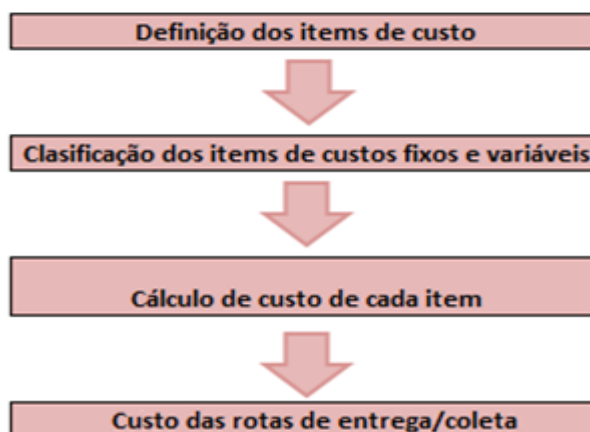 Definição dos items de custo
Clasificação dos items de custos fixos e variáveis
Cálculo de custo de cada item
Custo das rotas de entrega/coleta